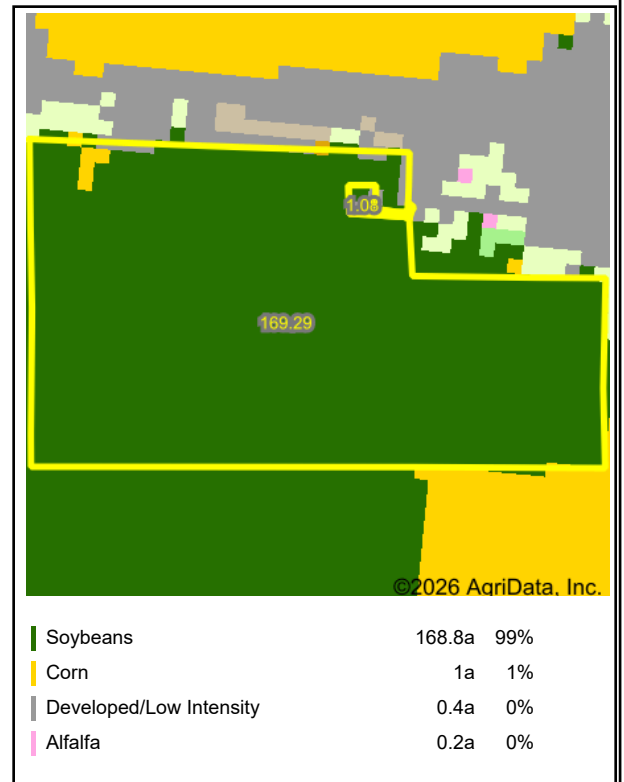 1.08
169.29
©2026 AgriData, Inc.
Soybeans 168.8a 99%
Corn 1a 1%
Developed/Low Intensity 0.4a 0%
Alfalfa 0.2a 0%